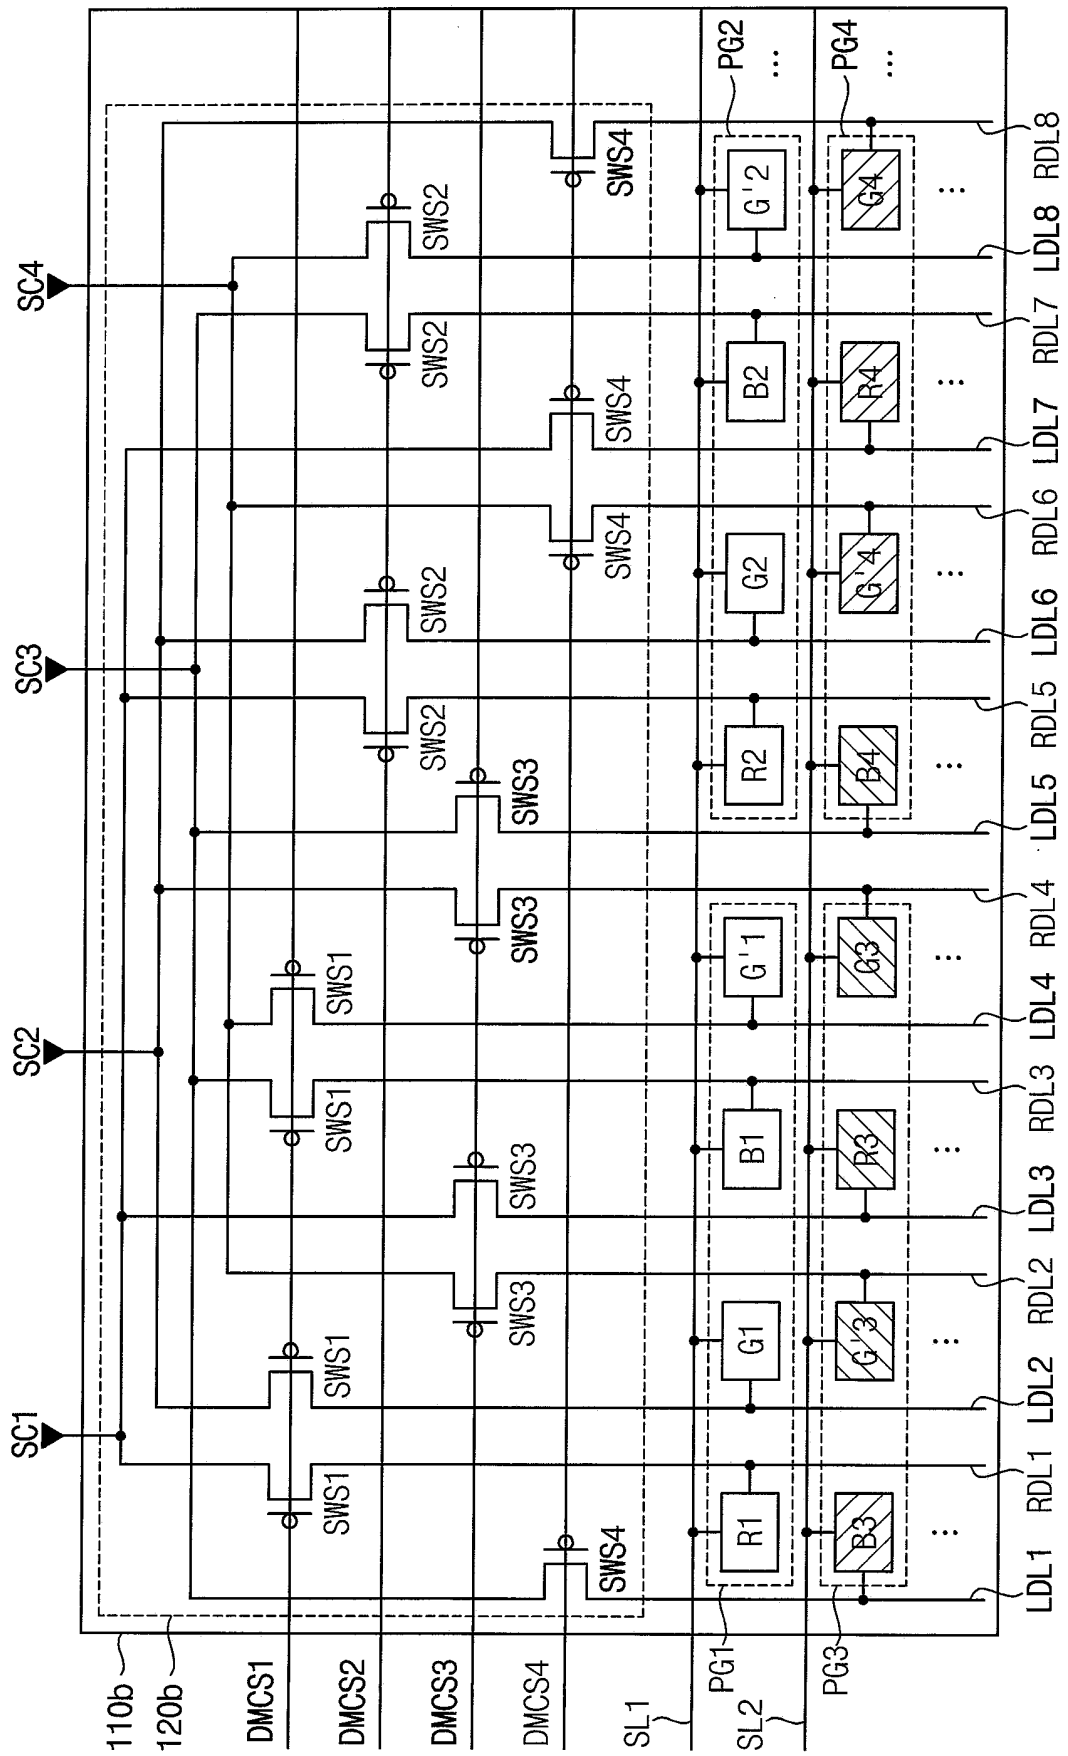 SC1 SC2 SC3 SC4
110b
120b
DMCS1
SWS1 SWS1 SWS1 SWS1
DMCS2
SWS2 SWS2 SWS2 SWS2
DMCS3
SWS3 SWS3 SWS3 SWS3
DMCS4
SWS4 SWS4 SWS4 SWS4
SL1
PG2
R1 G1 B1 G'1 R2 G2 B2 G'2 ...
PG1
SL2
PG4
B3 G'3 R3 G3 B4 G'4 R4 G4 ...
PG3
... ... ... ... ... ... ... ...
LDL1 RDL1 LDL2 RDL2 LDL3 RDL3 LDL4 RDL4 LDL5 RDL5 LDL6 RDL6 LDL7 RDL7 LDL8 RDL8